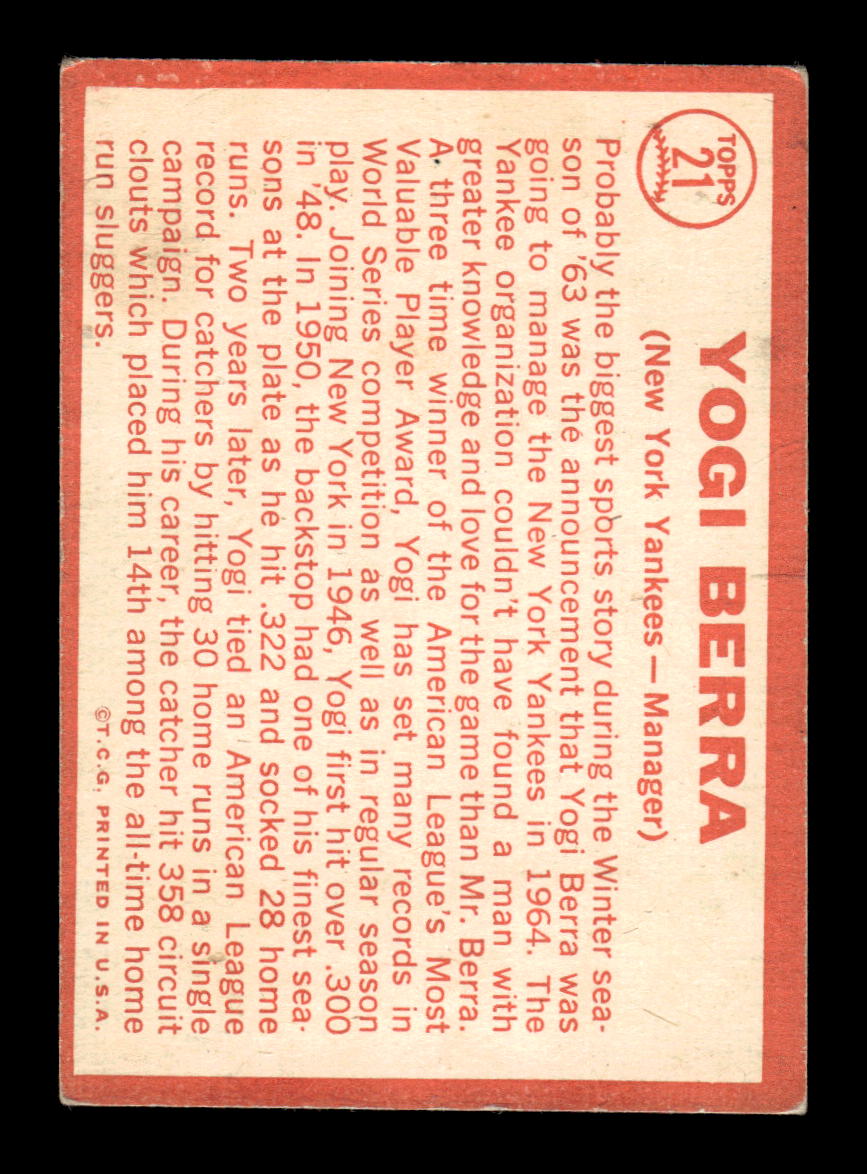 TOPPS
21
YOGI BERRA
(New York Yankees—Manager)
Probably the biggest sports story during the Winter sea-
son of '63 was the announcement that Yogi Berra was
going to manage the New York Yankees in 1964. The
Yankee organization couldn't have found a man with
greater knowledge and love for the game than Mr. Berra.
A three time winner of the American League's Most
Valuable Player Award, Yogi has set many records in
World Series competition as well as in regular season
play. Joining New York in 1946, Yogi first hit over .300
in '48. In 1950, the backstop had one of his finest sea-
sons at the plate as he hit .322 and socked 28 home
runs. Two years later, Yogi tied an American League
record for catchers by hitting 30 home runs in a single
campaign. During his career, the catcher hit 358 circuit
clouts which placed him 14th among the all-time home
run sluggers.
©T.C.G. PRINTED IN U.S.A.